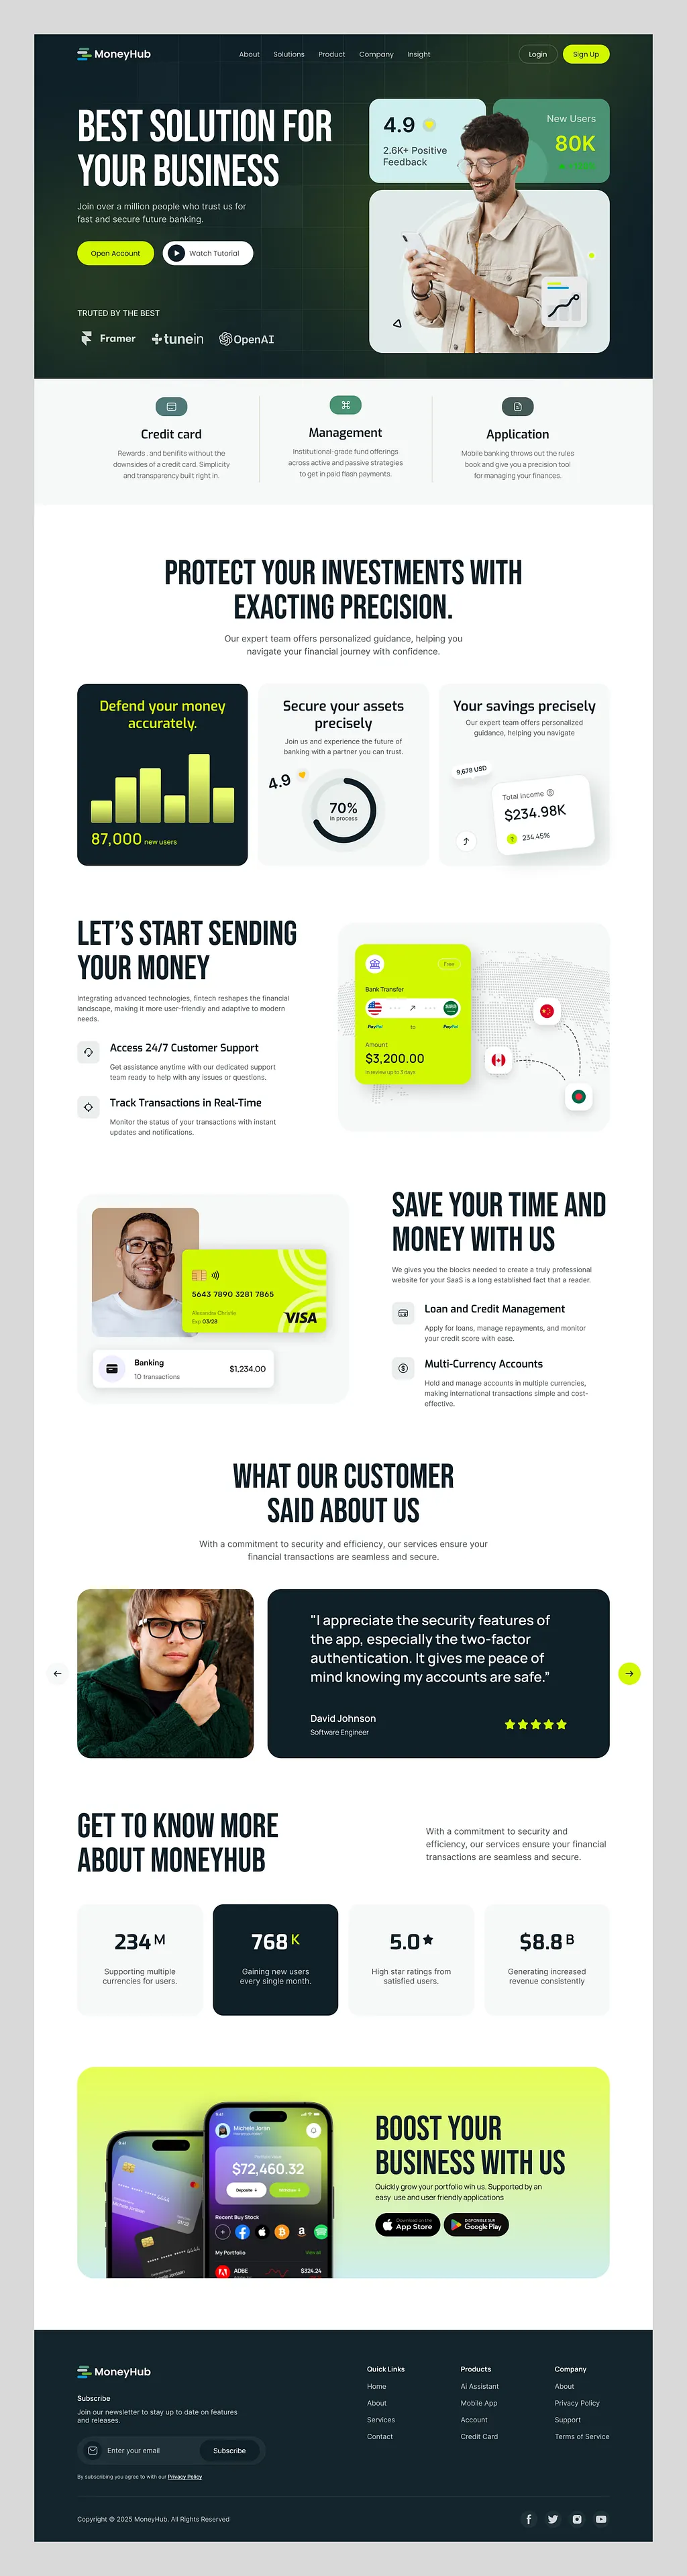 MoneyHub
About
Solutions
Product
Company
Insight
Login
Sign Up
BEST SOLUTION FOR
YOUR BUSINESS
Join over a million people who trust us for
fast and secure future banking.
Open Account
Watch Tutorial
TRUTED BY THE BEST
Framer
tunein
OpenAI
4.9
2.6K+ Positive
Feedback
New Users
80K
Credit card
Rewards . and benifits without the
downsides of a credit card. Simplicity
and transparency built right in.
Management
Institutional-grade fund offerings
across active and passive strategies
to get in paid flash payments.
Application
Mobile banking throws out the rules
book and give you a precision tool
for managing your finances.
PROTECT YOUR INVESTMENTS WITH
EXACTING PRECISION.
Our expert team offers personalized guidance, helping you
navigate your financial journey with confidence.
Defend your money
accurately.
87,000 new users
Secure your assets
precisely
Join us and experience the future of
banking with a partner you can trust.
4.9
70%
In process
Your savings precisely
Our expert team offers personalized
guidance, helping you navigate
9,678 USD
Total Income
$234.98K
234.45%
LET'S START SENDING
YOUR MONEY
Integrating advanced technologies, fintech reshapes the financial
landscape, making it more user-friendly and adaptive to modern
needs.
Access 24/7 Customer Support
Get assistance anytime with our dedicated support
team ready to help with any issues or questions.
Track Transactions in Real-Time
Monitor the status of your transactions with instant
updates and notifications.
Free
Bank Transfer
PayPal
to
PayPal
Amount
$3,200.00
In review up to 3 days
5643 7890 3281 7865
Alexandra Christie
Exp 03/28
VISA
Banking
10 transactions
$1,234.00
SAVE YOUR TIME AND
MONEY WITH US
We gives you the blocks needed to create a truly professional
website for your SaaS is a long established fact that a reader.
Loan and Credit Management
Apply for loans, manage repayments, and monitor
your credit score with ease.
Multi-Currency Accounts
Hold and manage accounts in multiple currencies,
making international transactions simple and cost-
effective.
WHAT OUR CUSTOMER
SAID ABOUT US
With a commitment to security and efficiency, our services ensure your
financial transactions are seamless and secure.
"I appreciate the security features of
the app, especially the two-factor
authentication. It gives me peace of
mind knowing my accounts are safe."
David Johnson
Software Engineer
GET TO KNOW MORE
ABOUT MONEYHUB
With a commitment to security and
efficiency, our services ensure your financial
transactions are seamless and secure.
234 M
Supporting multiple
currencies for users.
768 K
Gaining new users
every single month.
5.0
High star ratings from
satisfied users.
$8.8 B
Generating increased
revenue consistently
9:41
9:41
Michele Joran
$72,460.32
Deposite
Recent Buy Stock
My Portfolio
View all
ADBE
$324.24
BOOST YOUR
BUSINESS WITH US
Quickly grow your portfolio wih us. Supported by an
easy use and user friendly applications
Download on the
App Store
DISPONIBLE SUR
Google Play
MoneyHub
Subscribe
Join our newsletter to stay up to date on features
and releases.
Enter your email
Subscribe
By subscribing you agree to with our Privacy Policy
Quick Links
Home
About
Services
Contact
Products
Ai Assistant
Mobile App
Account
Credit Card
Company
About
Privacy Policy
Support
Terms of Service
Copyright © 2025 MoneyHub. All Rights Reserved